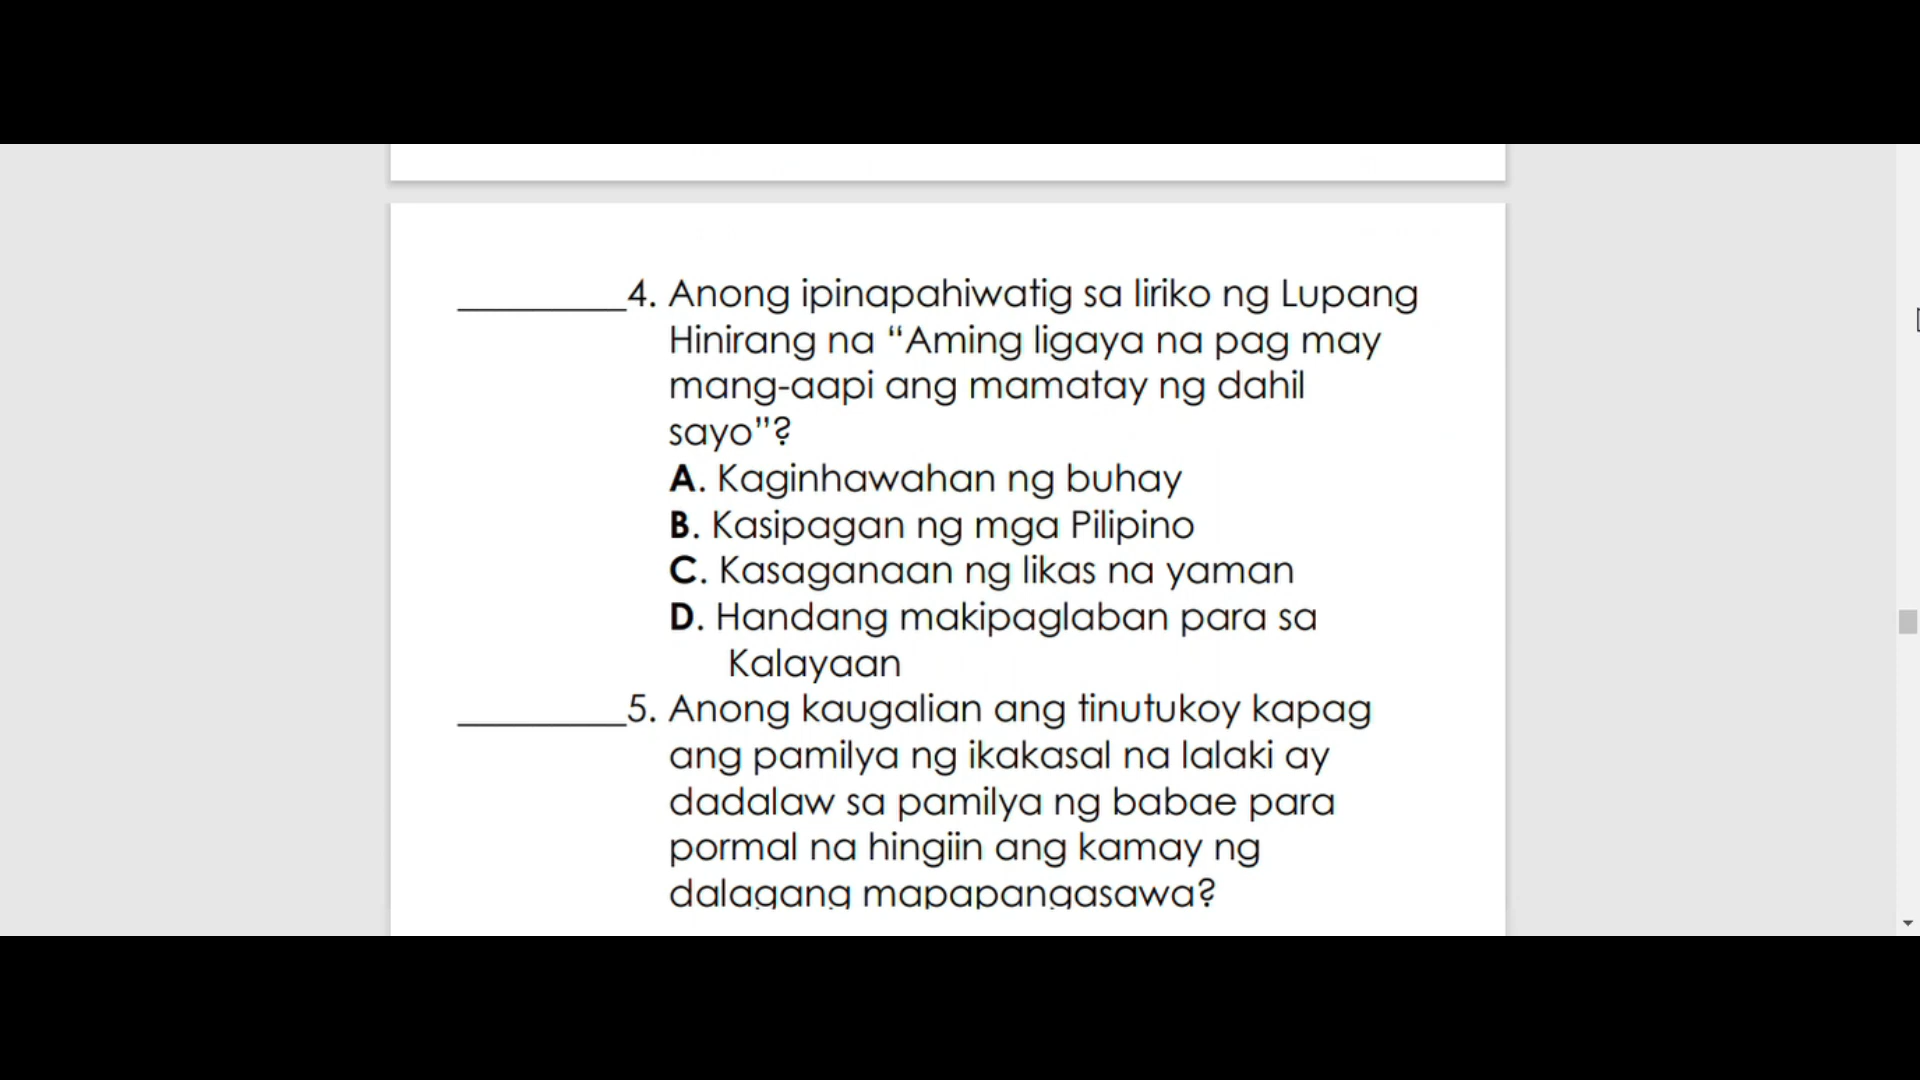 __________4. Anong ipinapahiwatig sa liriko ng Lupang
Hinirang na “Aming ligaya na pag may
mang-aapi ang mamatay ng dahil
sayo”?
A. Kaginhawahan ng buhay
B. Kasipagan ng mga Pilipino
C. Kasaganaan ng likas na yaman
D. Handang makipaglaban para sa
Kalayaan
__________5. Anong kaugalian ang tinutukoy kapag
ang pamilya ng ikakasal na lalaki ay
dadalaw sa pamilya ng babae para
pormal na hingiin ang kamay ng
dalagang mapapangasawa?